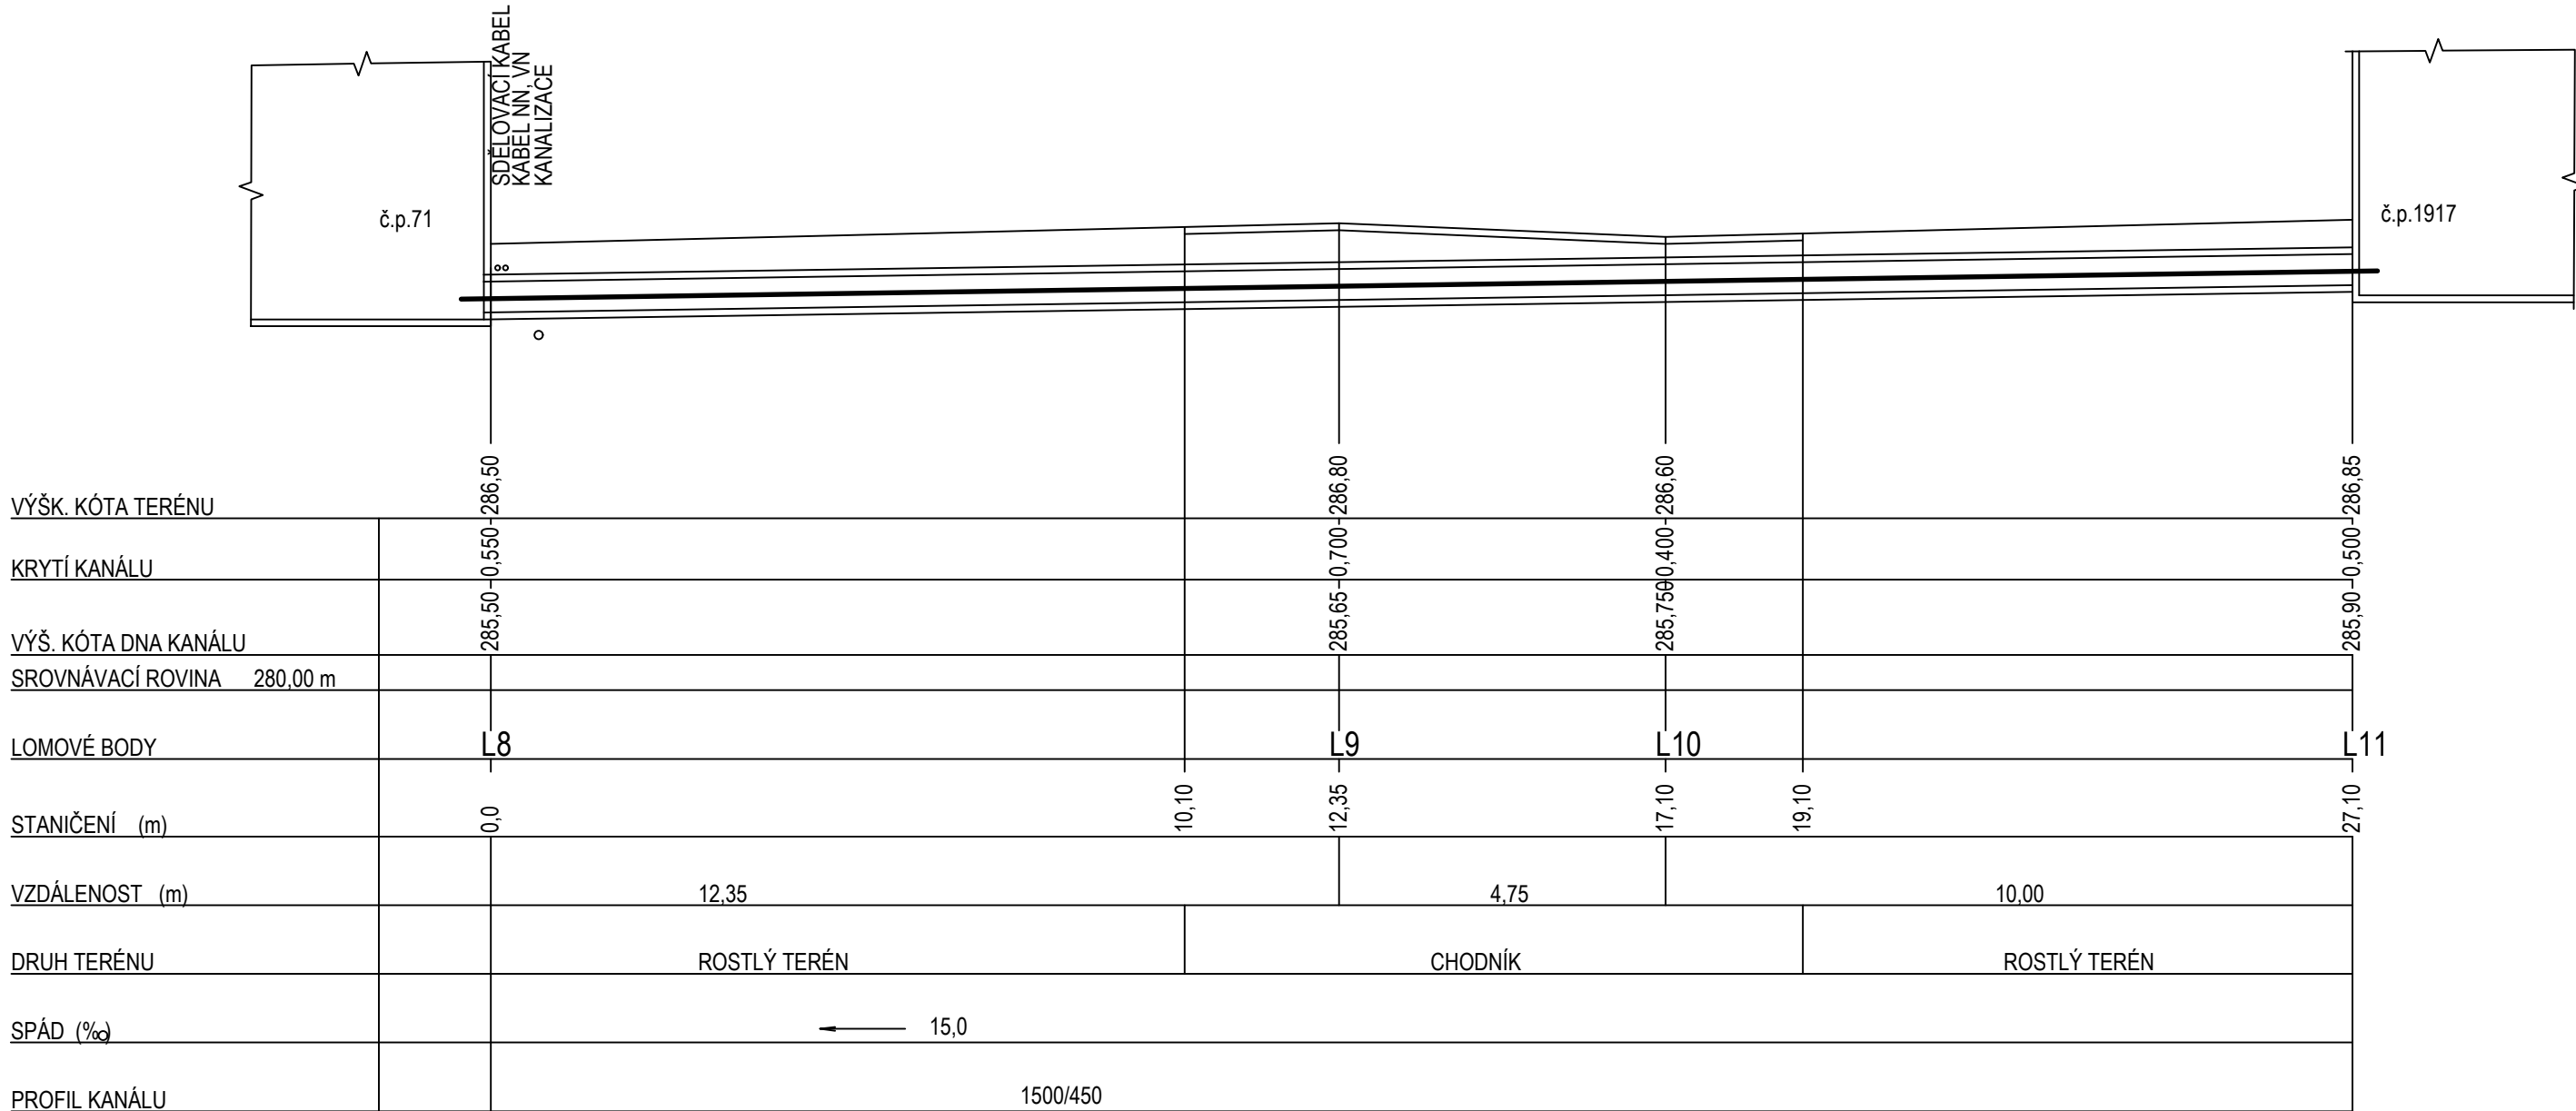 SDĚLOVACÍ KABEL
KABEL NN, VN
KANALIZACE
č.p.71
č.p.1917
VÝŠK. KÓTA TERÉNU 286,50 286,80 286,60 286,85
KRYTÍ KANÁLU 0,550 0,700 0,400 0,500
VÝŠ. KÓTA DNA KANÁLU 285,50 285,65 285,750 285,90
SROVNÁVACÍ ROVINA 280,00 m
LOMOVÉ BODY L8 L9 L10 L11
STANIČENÍ (m) 0,0 10,10 12,35 17,10 19,10 27,10
VZDÁLENOST (m) 12,35 4,75 10,00
DRUH TERÉNU ROSTLÝ TERÉN CHODNÍK ROSTLÝ TERÉN
SPÁD (‰) 15,0
PROFIL KANÁLU 1500/450